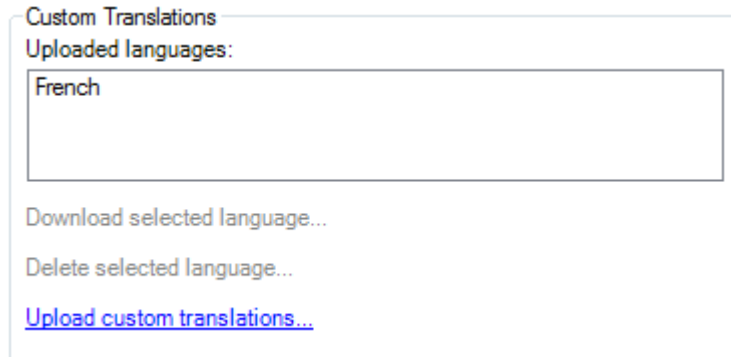 Custom Translations
Uploaded languages:
French
Download selected language...
Delete selected language...
Upload custom translations...